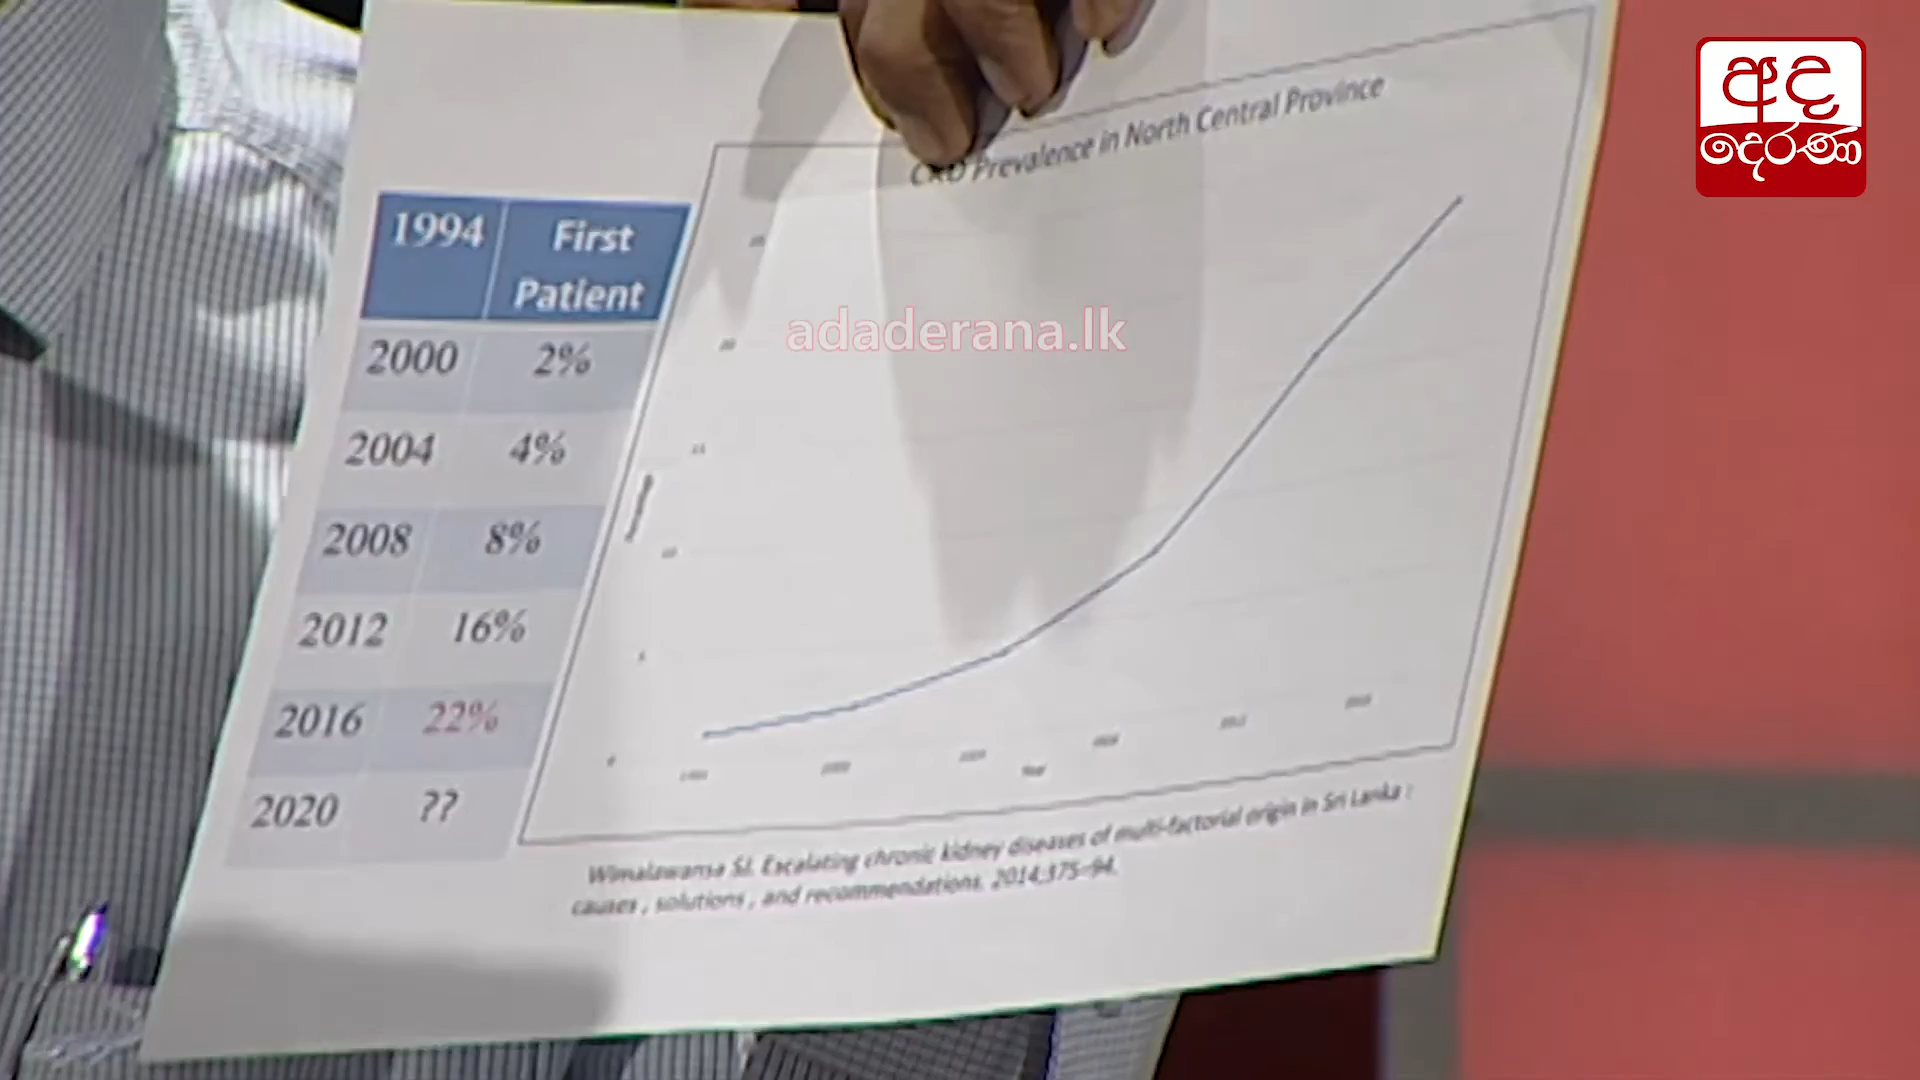 අද
දෙරණ
CKD Prevalence in North Central Province
adaderana.lk
1994 First
Patient
2000 2%
2004 4%
2008 8%
2012 16%
2016 22%
2020 ??
Wimalawansa SJ. Escalating chronic kidney diseases of multi-factorial origin in Sri Lanka :
causes , solutions , and recommendations. 2014;375–94.